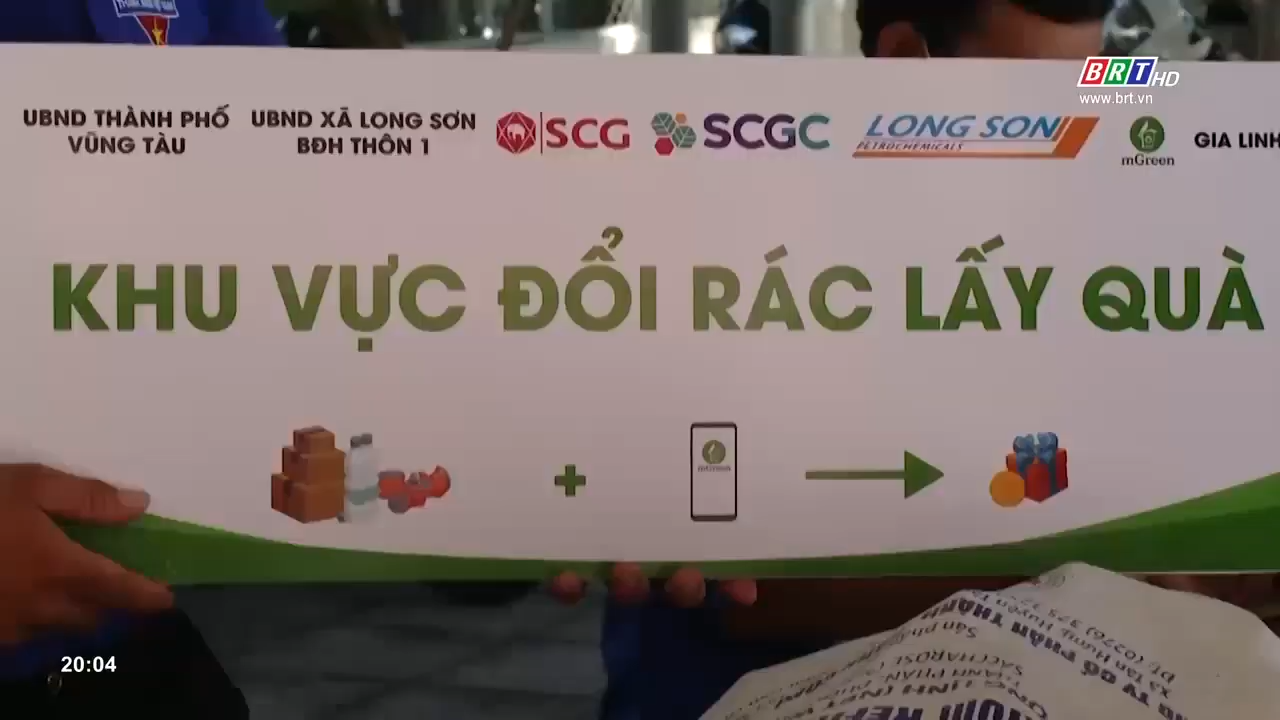 BRT HD
www.brt.vn
UBND THÀNH PHỐ
VŨNG TÀU
UBND XÃ LONG SƠN
BĐH THÔN 1
SCG
SCGC
LONG SON
PETROCHEMICALS
mGreen
GIA LINH
KHU VỰC ĐỔI RÁC LẤY QUÀ
mGreen
20:04